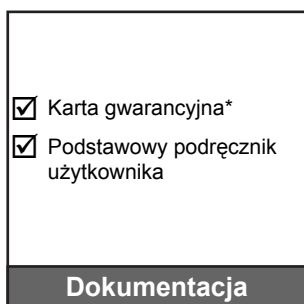 Karta gwarancyjna*
Podstawowy podręcznik
użytkownika
Dokumentacja